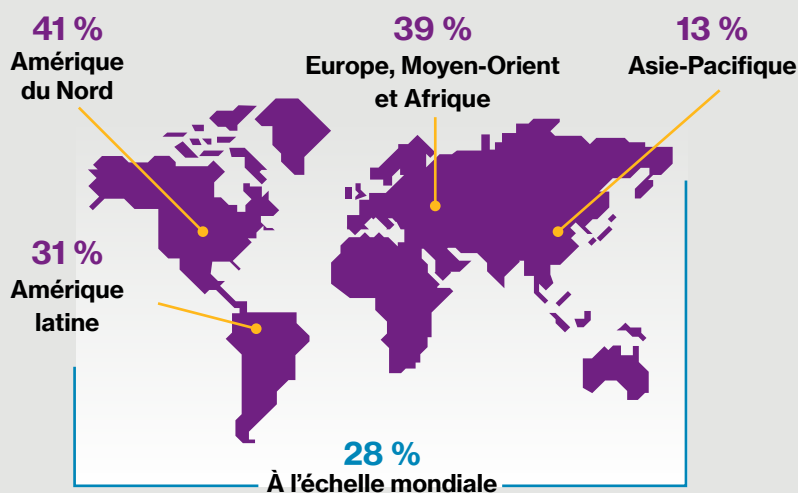 41 %
Amérique
du Nord
39 %
Europe, Moyen-Orient
et Afrique
13 %
Asie-Pacifique
31 %
Amérique
latine
28 %
À l’échelle mondiale